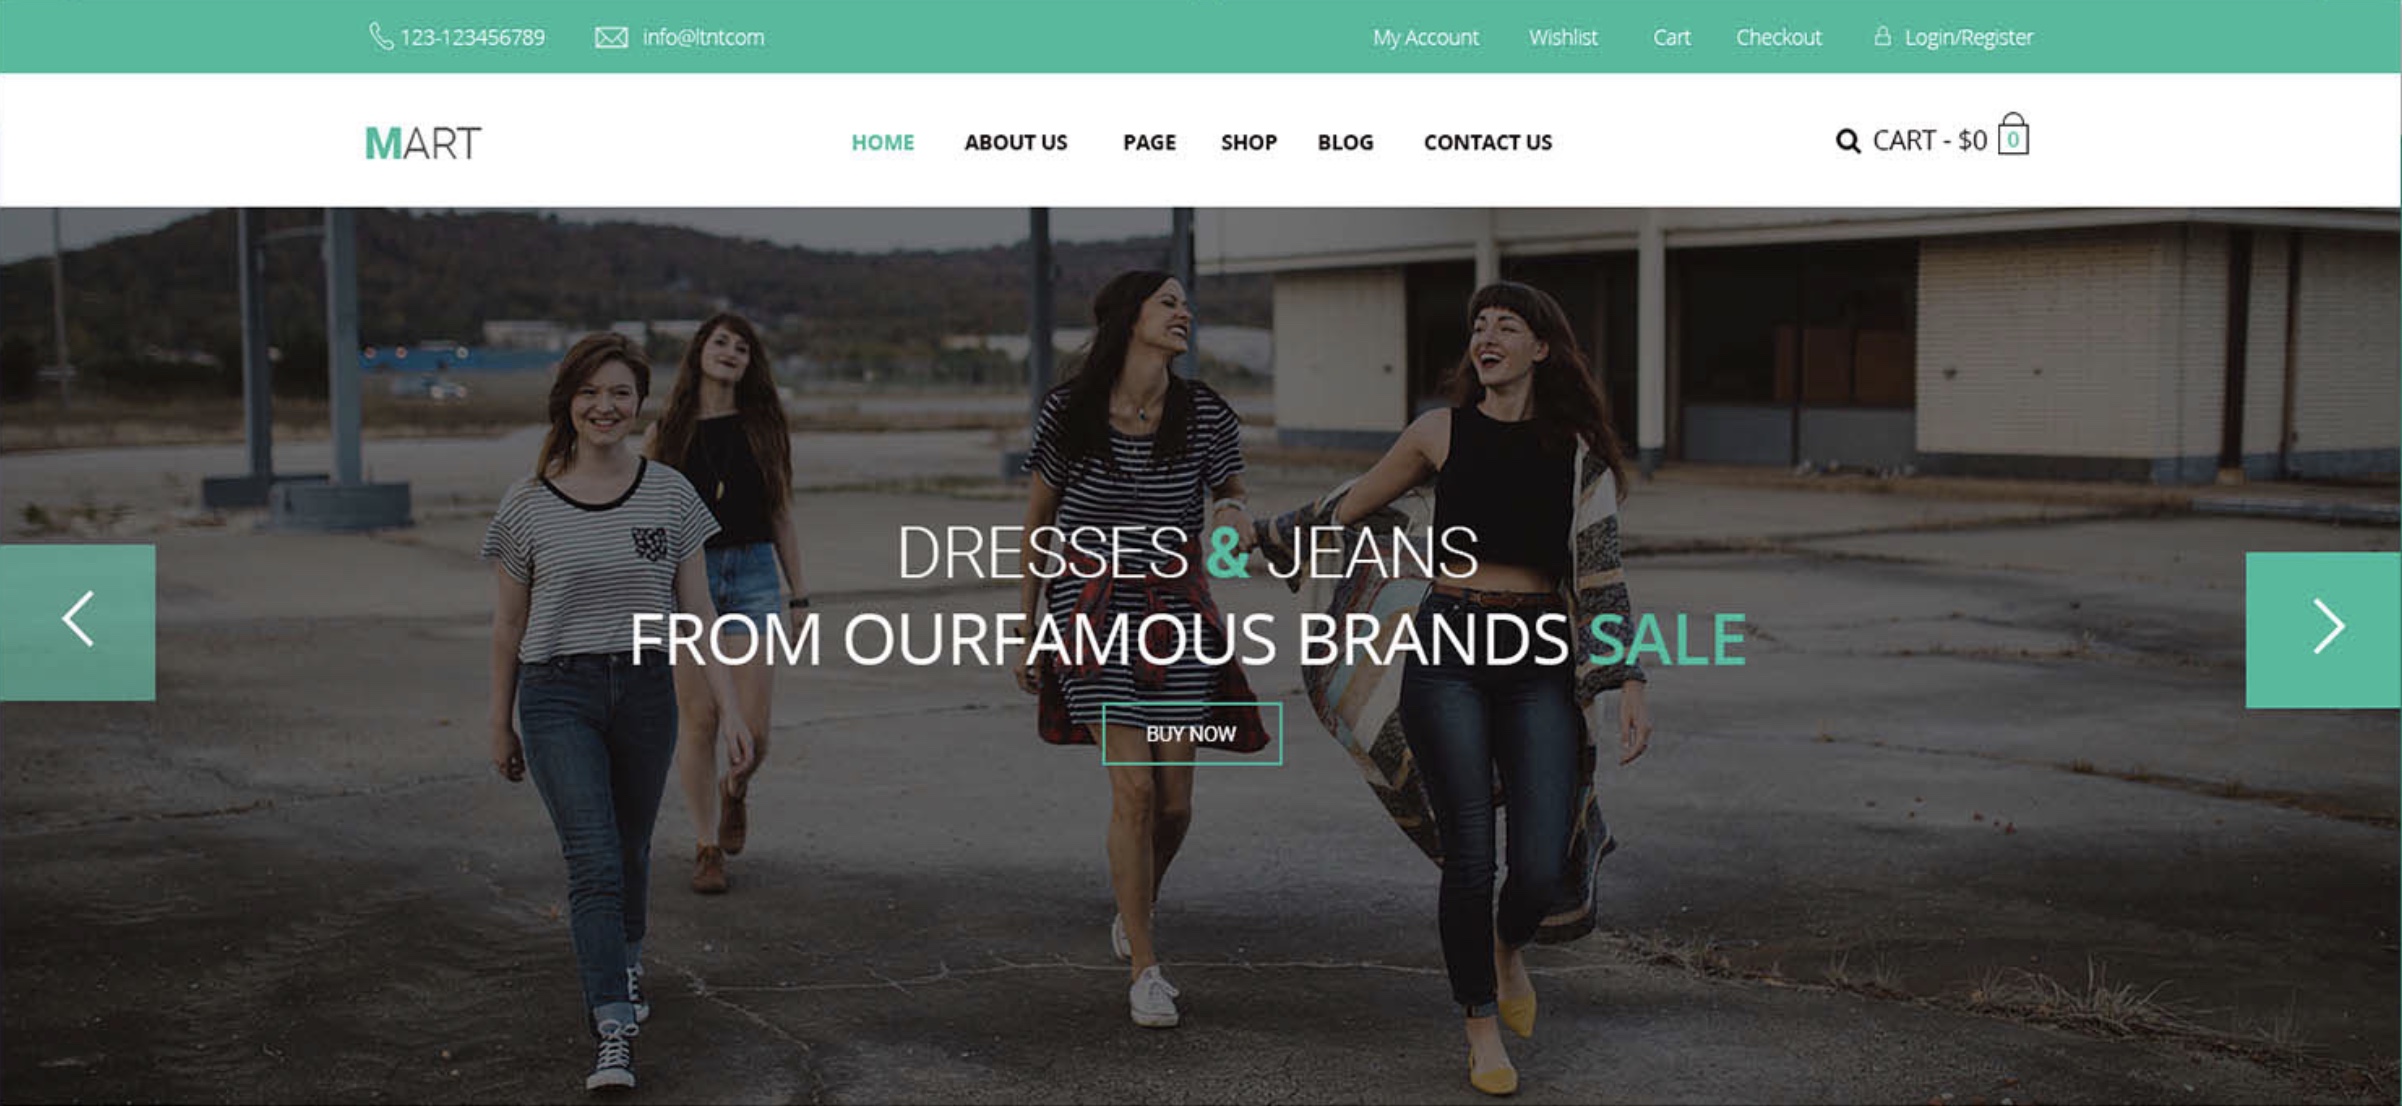 123-123456789 info@ltntcom My Account Wishlist Cart Checkout Login/Register
MART HOME ABOUT US PAGE SHOP BLOG CONTACT US CART - $0 0
DRESSES & JEANS
FROM OURFAMOUS BRANDS SALE
BUY NOW